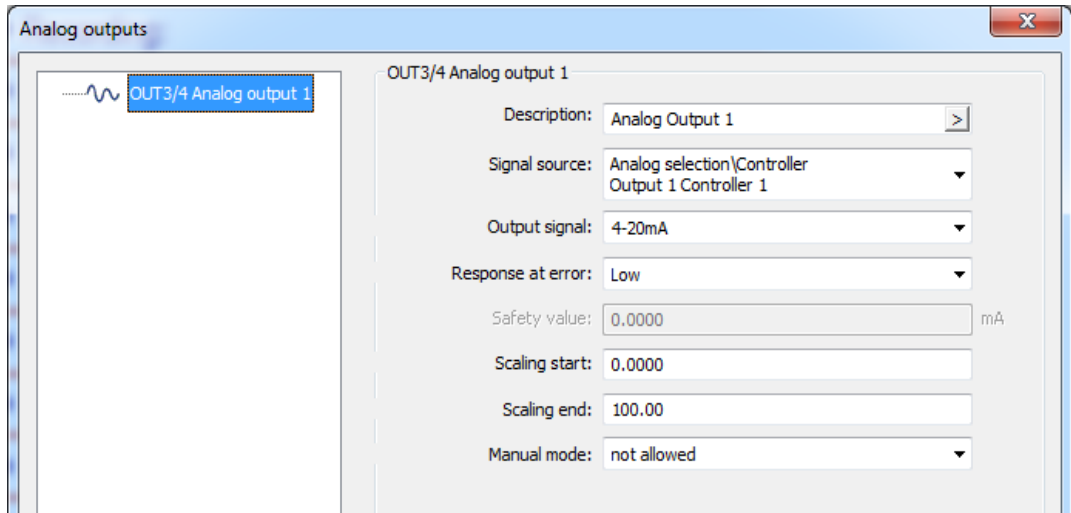 Analog outputs
x
OUT3/4 Analog output 1
OUT3/4 Analog output 1
Description: Analog Output 1 >
Signal source: Analog selection\Controller
Output 1 Controller 1
Output signal: 4-20mA
Response at error: Low
Safety value: 0.0000 mA
Scaling start: 0.0000
Scaling end: 100.00
Manual mode: not allowed